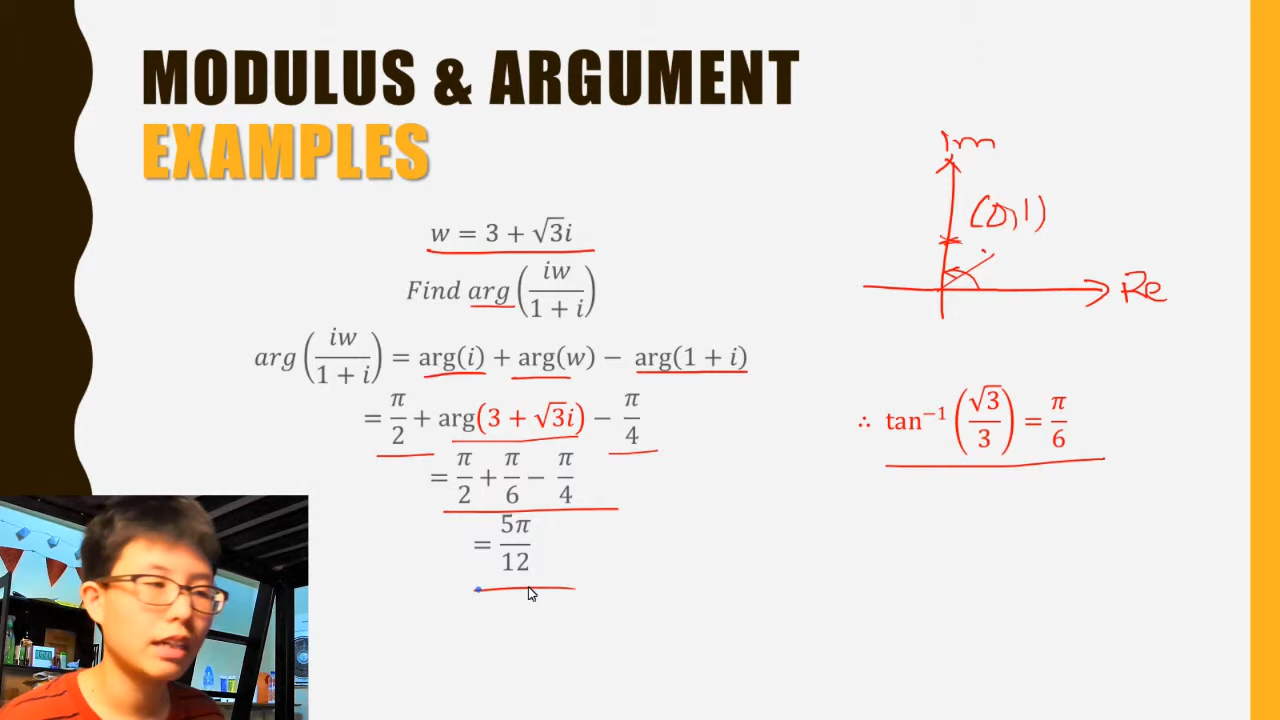 MODULUS & ARGUMENT
EXAMPLES
w = 3 + √3i
Find arg(iw/(1 + i))
arg(iw/(1 + i)) = arg(i) + arg(w) − arg(1 + i)
= π/2 + arg(3 + √3i) − π/4
= π/2 + π/6 − π/4
= 5π/12
Im
(0,1)
Re
∴ tan⁻¹(√3/3) = π/6